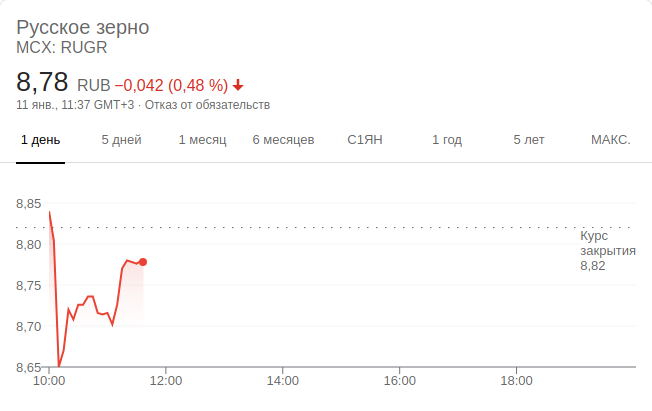 Русское зерно
MCX: RUGR
8,78 RUB −0,042 (0,48 %)
11 янв., 11:37 GMT+3 · Отказ от обязательств
1 день 5 дней 1 месяц 6 месяцев С1ЯН 1 год 5 лет МАКС.
8,85
Курс
закрытия
8,82
8,80
8,75
8,70
8,65
10:00 12:00 14:00 16:00 18:00